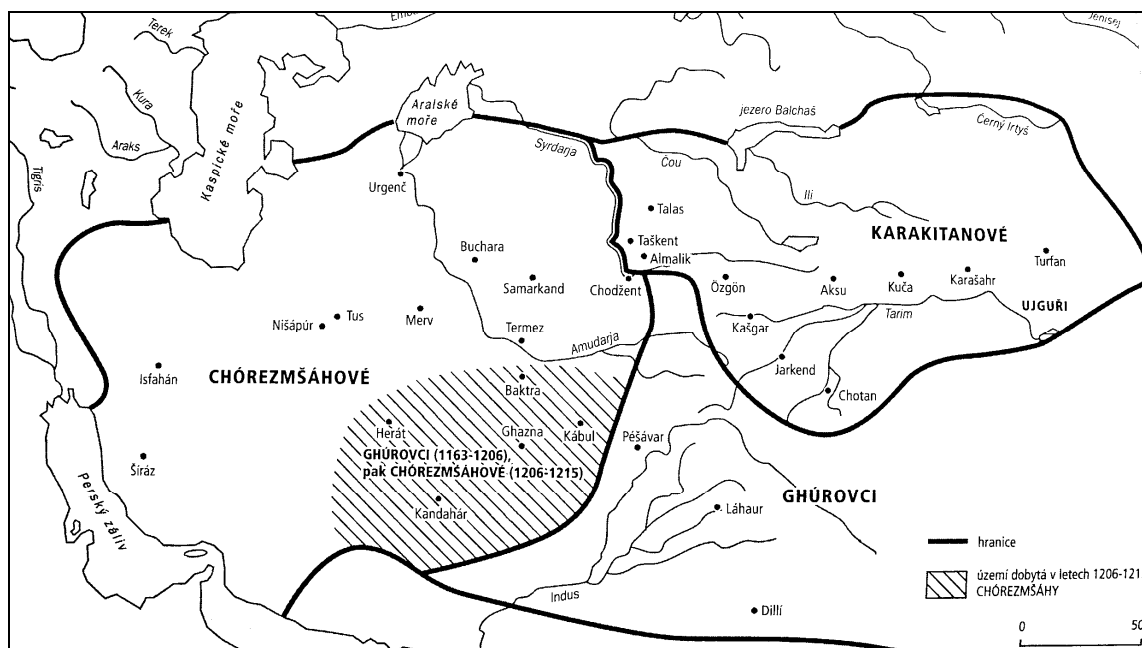 Emba
Jenisej
Terek
Kura
Araks
Tigris
Kaspické moře
Aralské
moře
Syrdarja
jezero Balchaš
Černý Irtyš
Čou
Ili
Urgenč
Talas
Taškent
Almalik
KARAKITANOVÉ
Buchara
Samarkand
Chodžent
Özgön
Aksu
Kuča
Karašahr
Turfan
UJGUŘI
Tarim
Kašgar
Nišápúr
Tus
Merv
Termez
Amudarja
Jarkend
Chotan
Isfahán
CHÓREZMŠÁHOVÉ
Baktra
Herát
Ghazna
Kábul
Péšávar
GHÚROVCI (1163-1206),
pak CHÓREZMŠÁHOVÉ (1206-1215)
Šíráz
Kandahár
Perský záliv
GHÚROVCI
Láhaur
Indus
Dillí
hranice
území dobytá v letech 1206-121
CHÓREZMŠÁHY
0 50